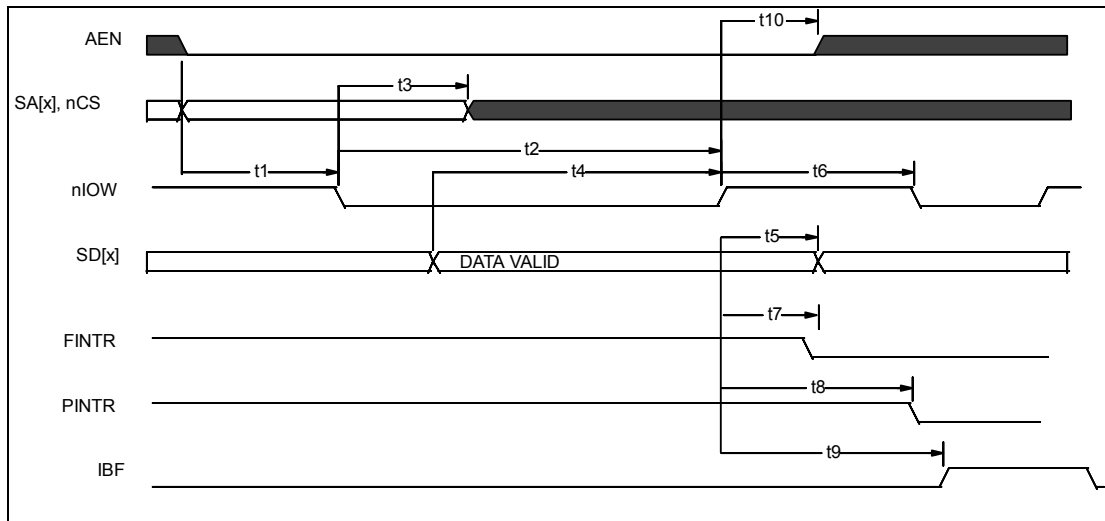 t10
AEN
t3
SA[x], nCS
t2
t1
t4
t6
nIOW
t5
SD[x]
DATA VALID
t7
FINTR
t8
PINTR
t9
IBF